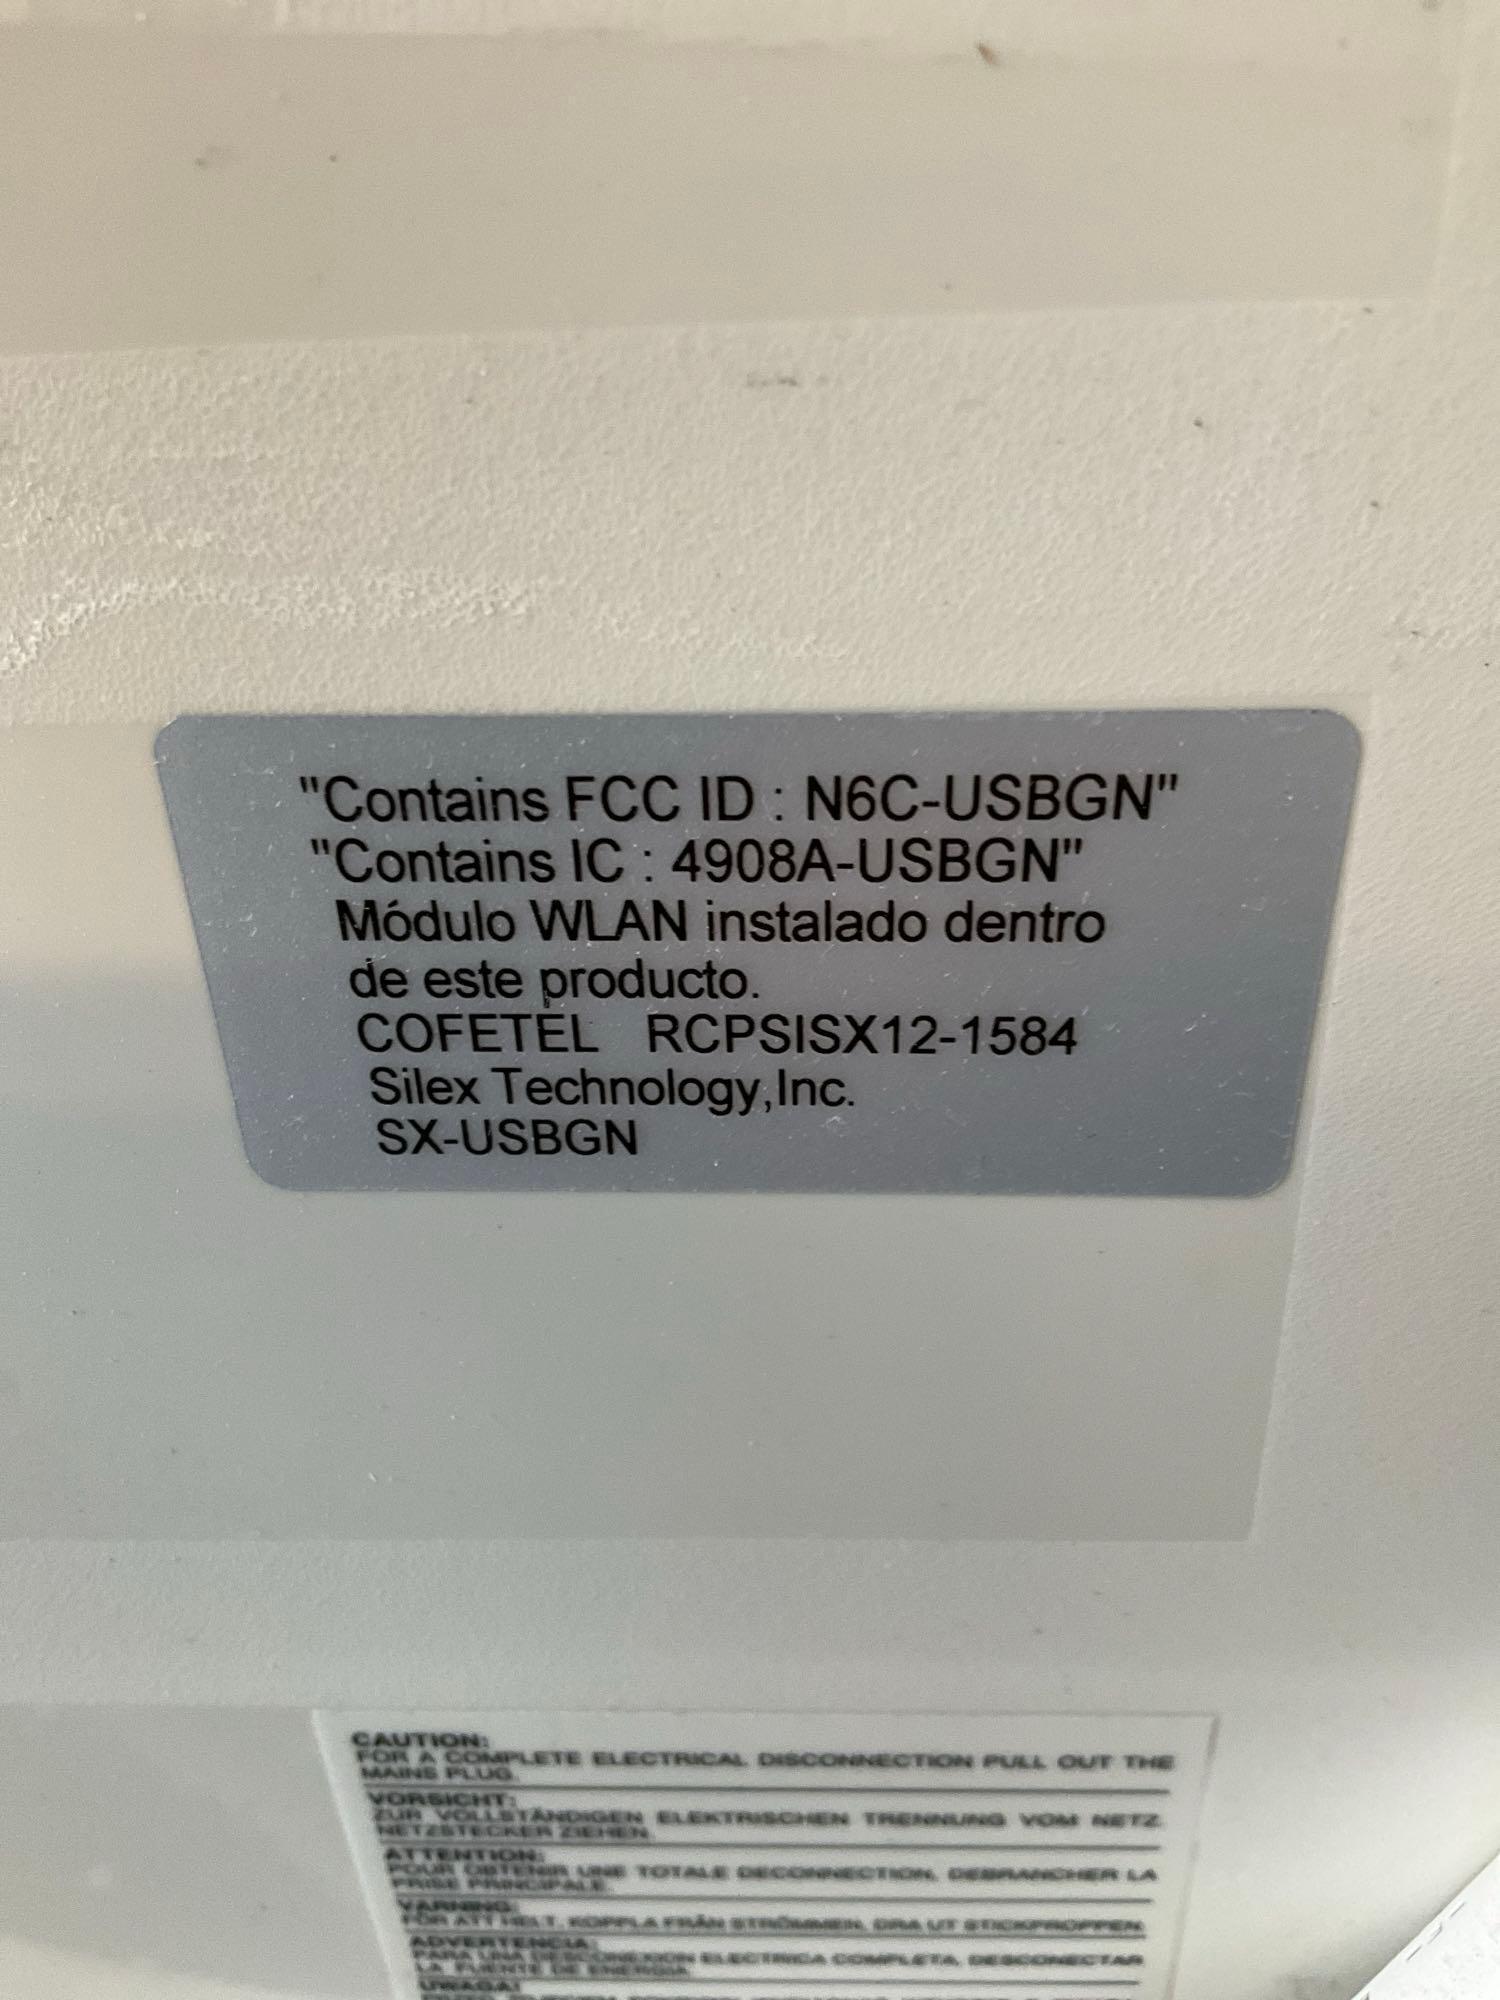 "Contains FCC ID : N6C-USBGN"
"Contains IC : 4908A-USBGN"
Módulo WLAN instalado dentro
de este producto.
COFETEL RCPSISX12-1584
Silex Technology,Inc.
SX-USBGN
CAUTION:
FOR A COMPLETE ELECTRICAL DISCONNECTION PULL OUT THE
MAINS PLUG.
VORSICHT:
ZUR VOLLSTÄNDIGEN ELEKTRISCHEN TRENNUNG VOM NETZ
NETZSTECKER ZIEHEN.
ATTENTION:
POUR OBTENIR UNE TOTALE DECONNECTION, DEBRANCHER LA
PRISE PRINCIPALE.
VARNING:
FÖR ATT HELT KOPPLA FRÅN STRÖMMEN, DRA UT STICKPROPPEN.
ADVERTENCIA:
PARA UNA DESCONEXION ELECTRICA COMPLETA, DESCONECTAR
LA FUENTE DE ENERGIA.
UWAGA!